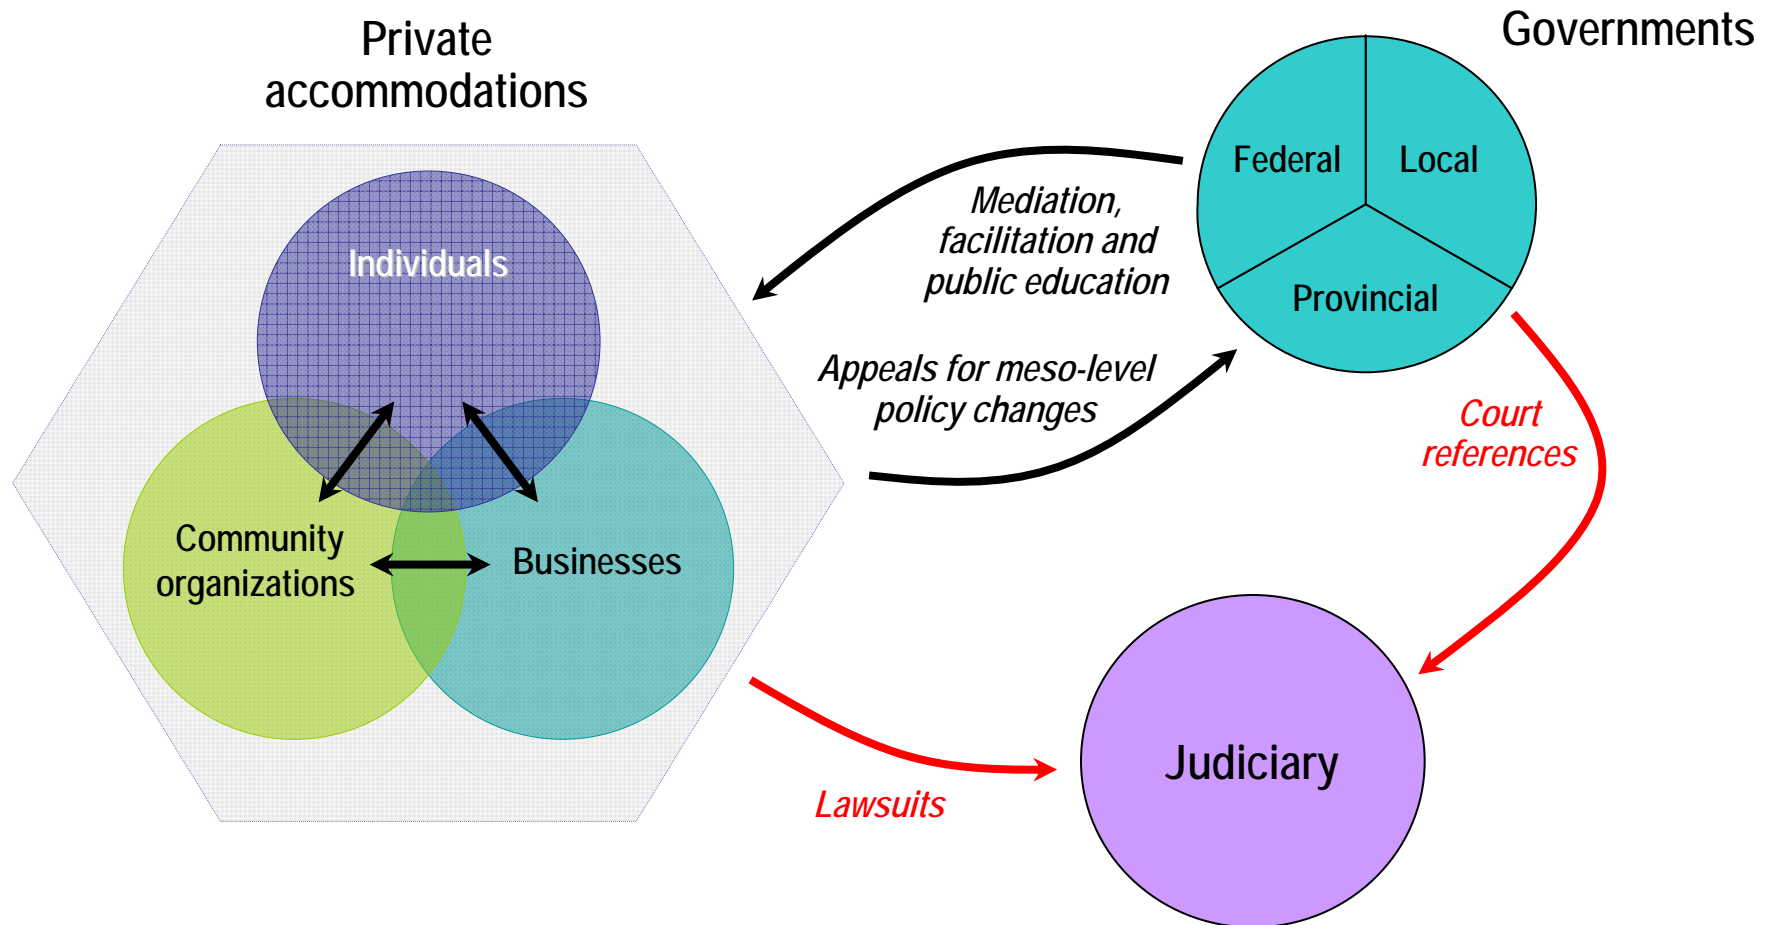 Private
accommodations
Governments
Individuals
Community
organizations
Businesses
Mediation,
facilitation and
public education
Appeals for meso-level
policy changes
Federal
Local
Provincial
Court
references
Lawsuits
Judiciary